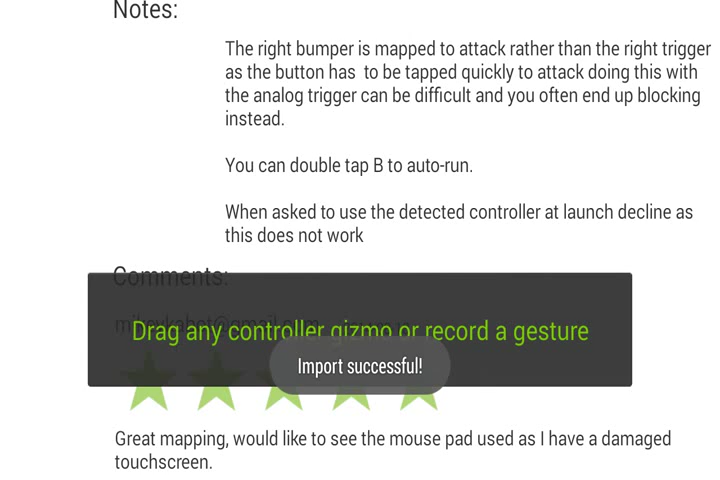 Notes:
The right bumper is mapped to attack rather than the right trigger
as the button has  to be tapped quickly to attack doing this with
the analog trigger can be difficult and you often end up blocking
instead.
You can double tap B to auto-run.
When asked to use the detected controller at launch decline as
this does not work
Comments:
Drag any controller gizmo or record a gesture
Import successful!
Great mapping, would like to see the mouse pad used as I have a damaged
touchscreen.